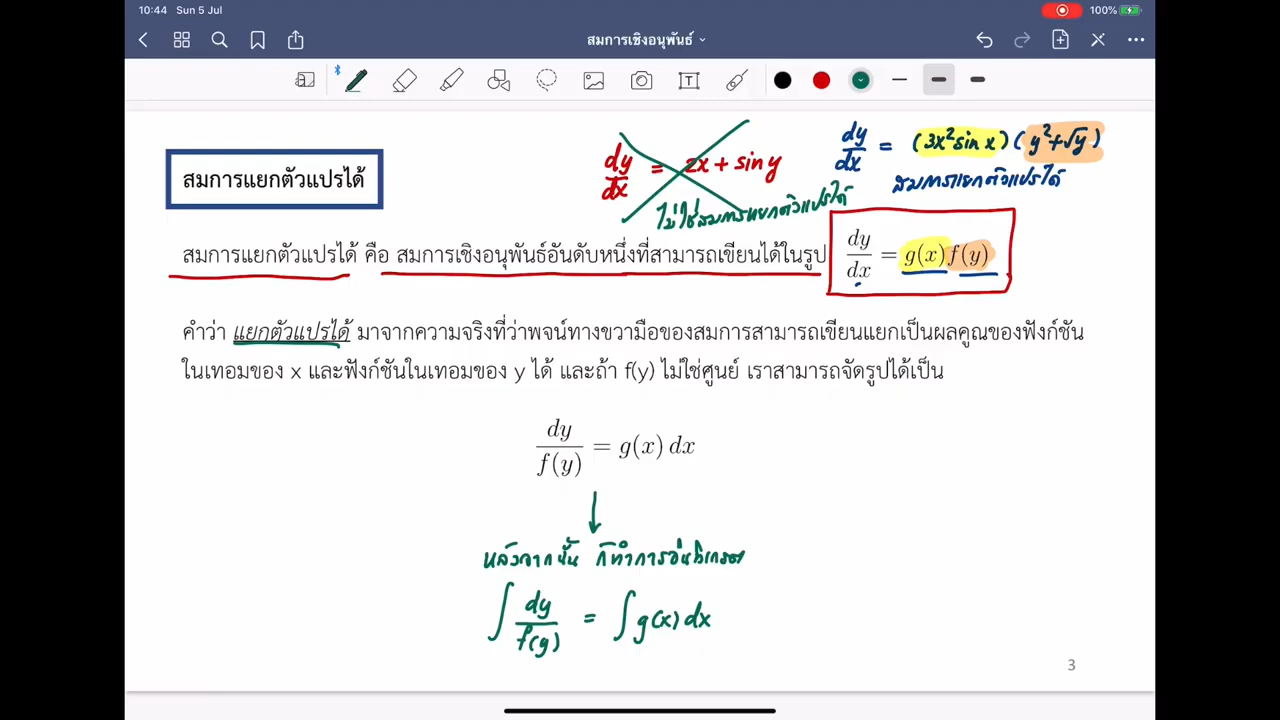 10:44 Sun 5 Jul
100%
สมการเชิงอนุพันธ์
สมการแยกตัวแปรได้
dy/dx = 2x + sin y
ไม่ใช่สมการแยกตัวแปรได้
dy/dx = (3x² sin x)(y² + √y)
สมการแยกตัวแปรได้
สมการแยกตัวแปรได้ คือ สมการเชิงอนุพันธ์อันดับหนึ่งที่สามารถเขียนได้ในรูป dy/dx = g(x)f(y)
คำว่า แยกตัวแปรได้ มาจากความจริงที่ว่าพจน์ทางขวามือของสมการสามารถเขียนแยกเป็นผลคูณของฟังก์ชัน
ในเทอมของ x และฟังก์ชันในเทอมของ y ได้ และถ้า f(y) ไม่ใช่ศูนย์ เราสามารถจัดรูปได้เป็น
dy/f(y) = g(x) dx
หลังจากนั้น ก็ทำการอินทิเกรต
∫ dy/f(y) = ∫ g(x) dx
3